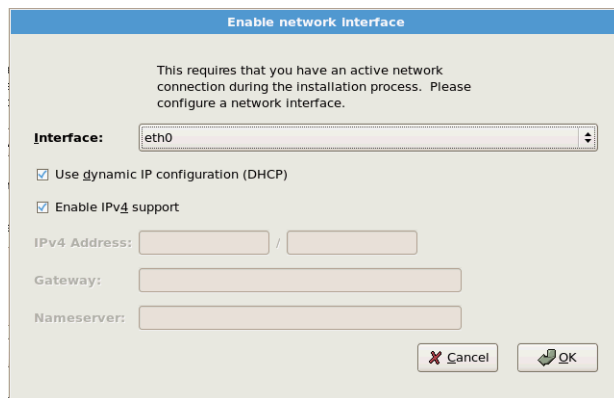 Enable network interface
This requires that you have an active network
connection during the installation process.  Please
configure a network interface.
Interface: eth0
Use dynamic IP configuration (DHCP)
Enable IPv4 support
IPv4 Address: /
Gateway:
Nameserver:
Cancel OK